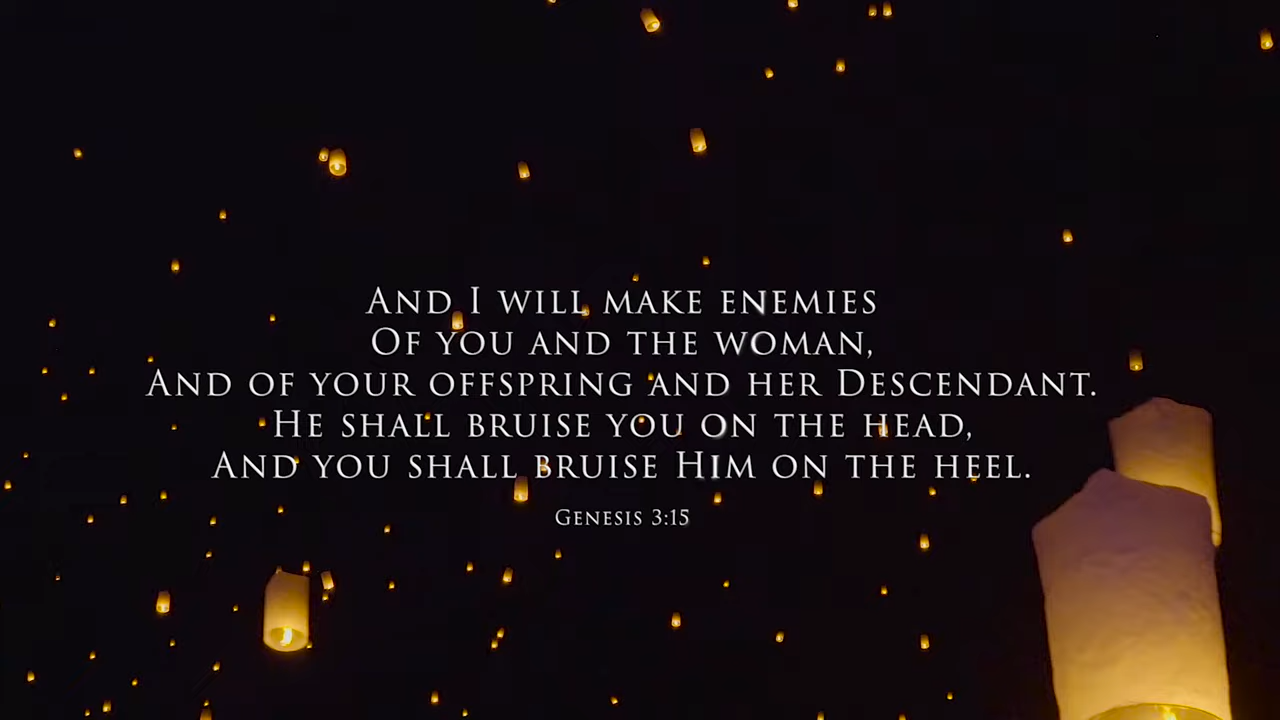 And I will make enemies
Of you and the woman,
And of your offspring and her Descendant.
He shall bruise you on the head,
And you shall bruise Him on the heel.
Genesis 3:15